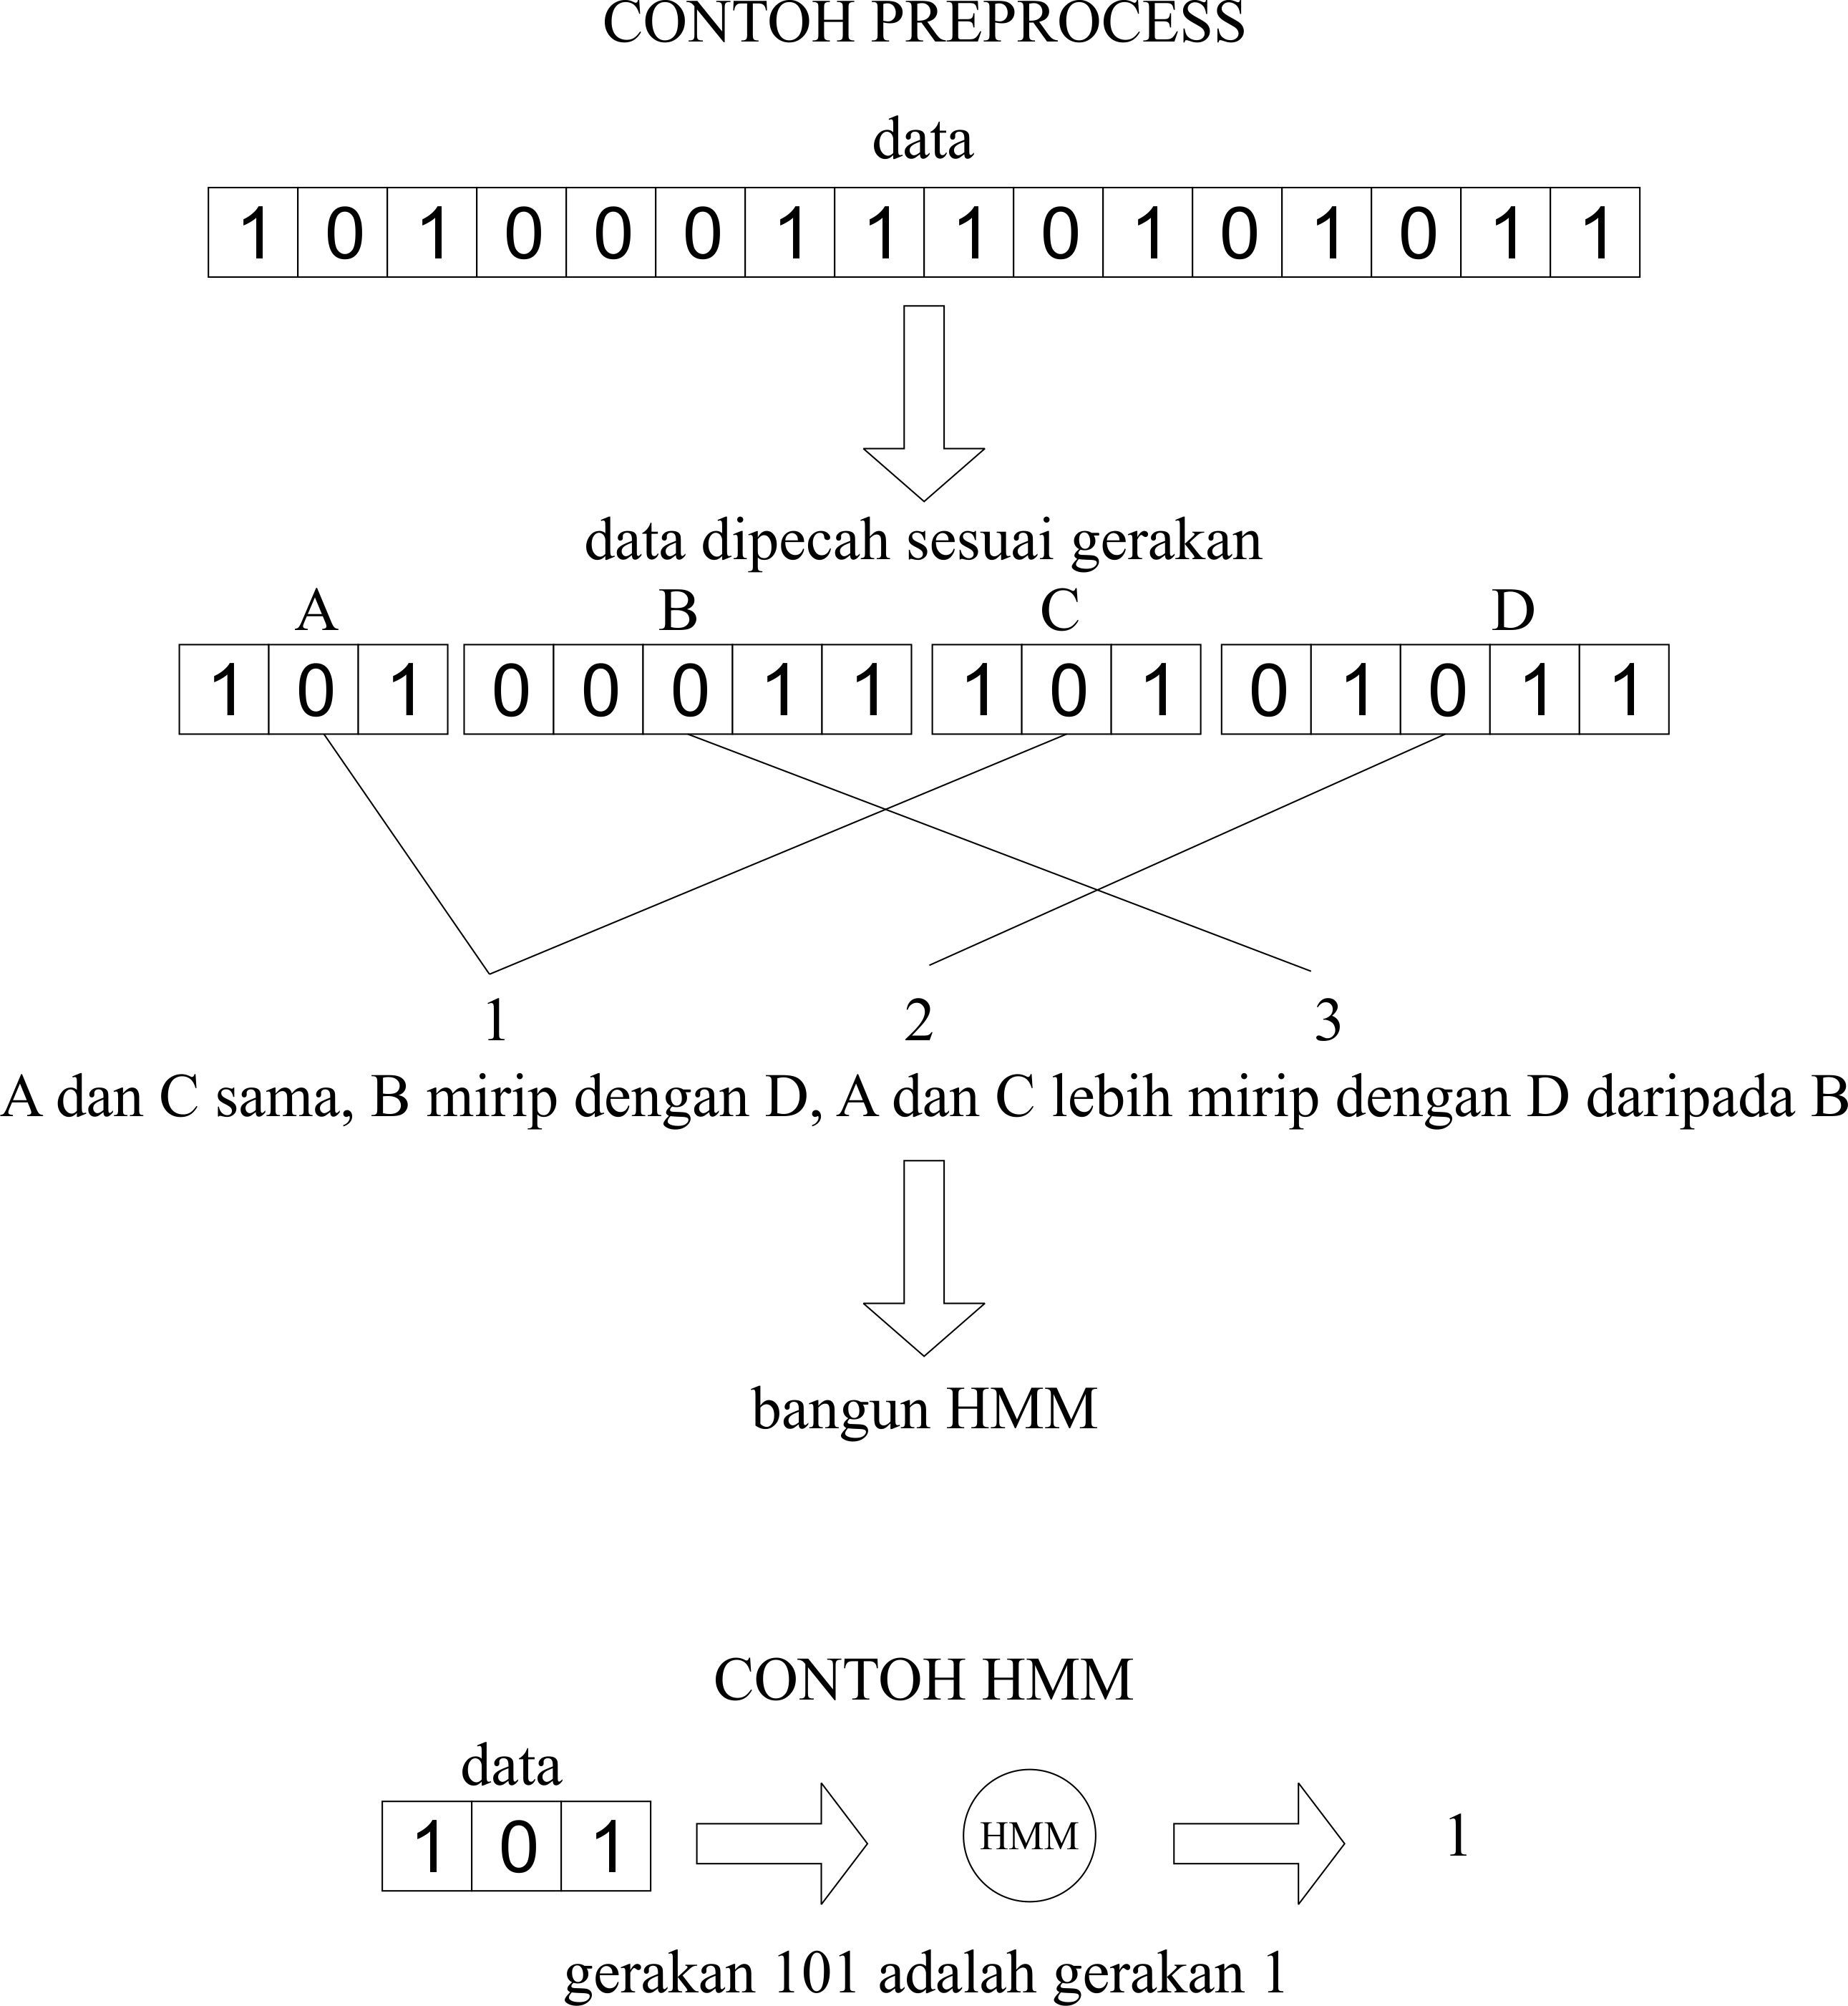 CONTOH PREPROCESS
data
1 0 1 0 0 0 1 1 1 0 1 0 1 0 1 1
data dipecah sesuai gerakan
A B C D
1 0 1 0 0 0 1 1 1 0 1 0 1 0 1 1
1 2 3
A dan C sama, B mirip dengan D, A dan C lebih mirip dengan D daripada B
bangun HMM
CONTOH HMM
data
1 0 1 HMM 1
gerakan 101 adalah gerakan 1